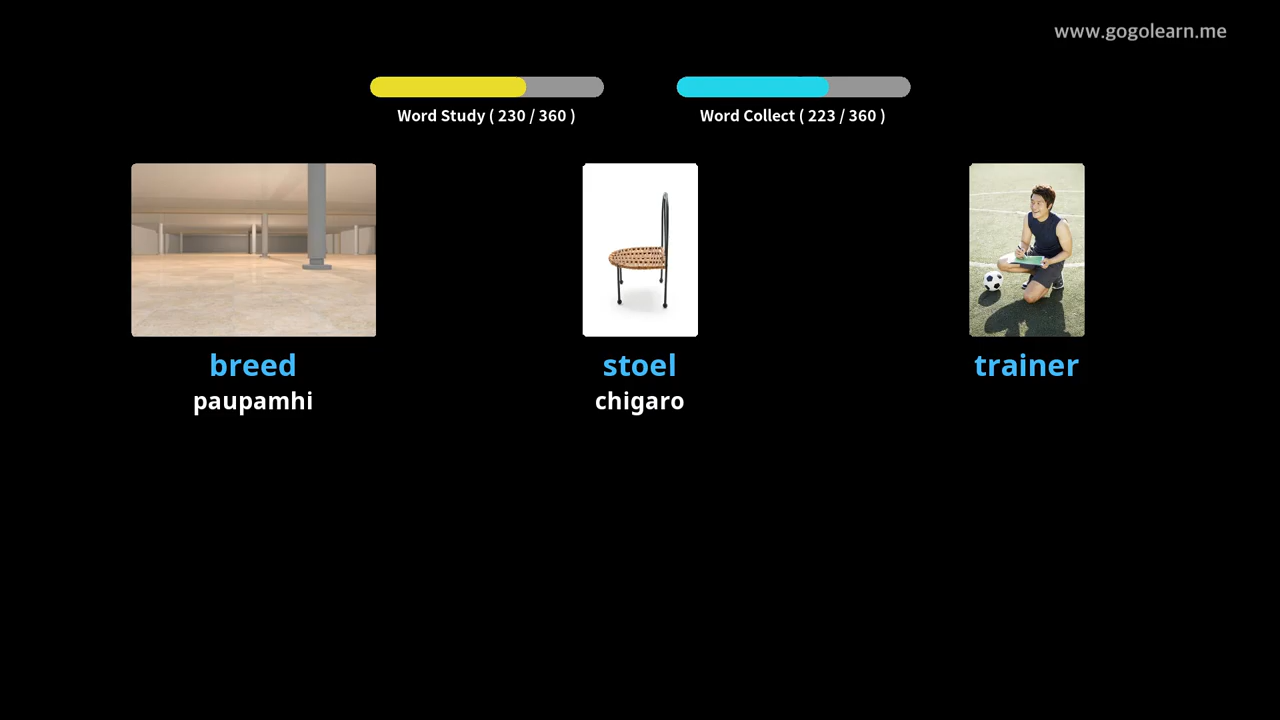 www.gogolearn.me
Word Study ( 230 / 360 )
Word Collect ( 223 / 360 )
breed
stoel
trainer
paupamhi
chigaro